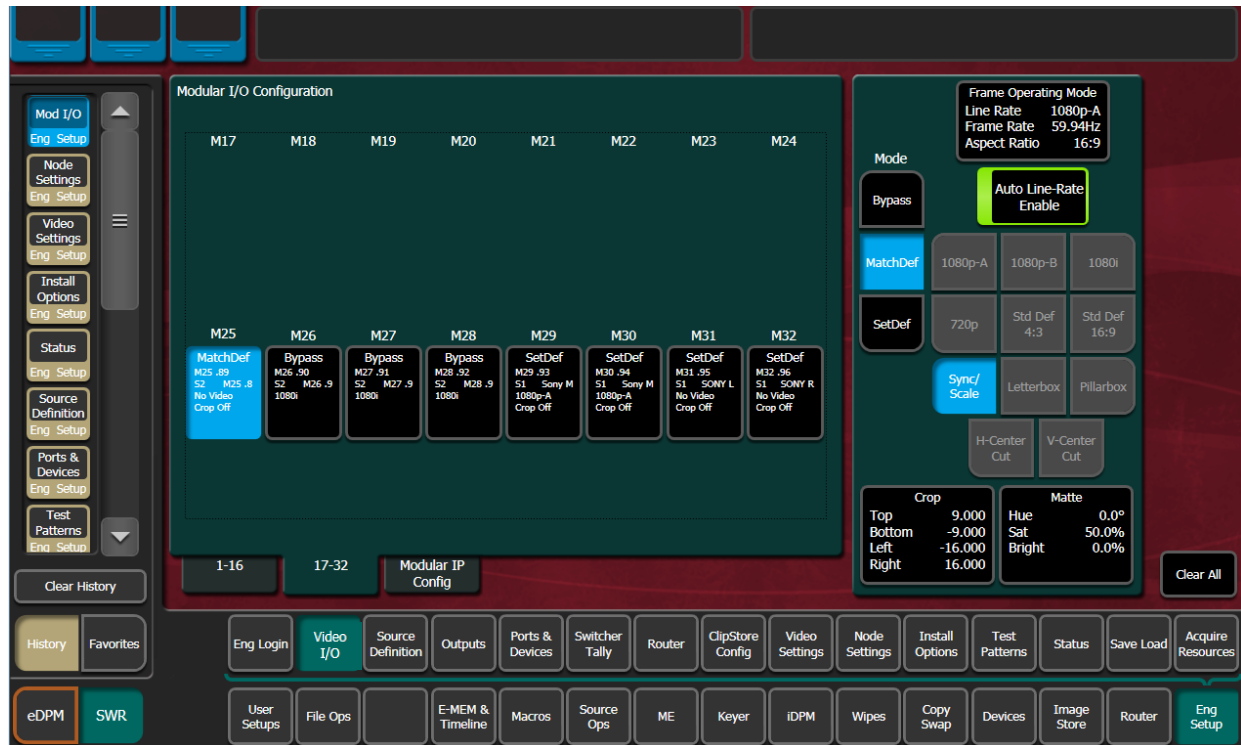 Modular I/O Configuration
Mod I/O
Eng Setup
Node
Settings
Eng Setup
Video
Settings
Eng Setup
Install
Options
Eng Setup
Status
Eng Setup
Source
Definition
Eng Setup
Ports &
Devices
Eng Setup
Test
Patterns
Eng Setup
Clear History
History
Favorites
M17 M18 M19 M20 M21 M22 M23 M24
M25 M26 M27 M28 M29 M30 M31 M32
MatchDef
M25 .89
S2 M25 .8
No Video
Crop Off
Bypass
M26 .90
S2 M26 .9
1080i
Bypass
M27 .91
S2 M27 .9
1080i
Bypass
M28 .92
S2 M28 .9
1080i
SetDef
M29 .93
S1 Sony M
1080p-A
Crop Off
SetDef
M30 .94
S1 Sony M
1080p-A
Crop Off
SetDef
M31 .95
S1 SONY L
No Video
Crop Off
SetDef
M32 .96
S1 SONY R
No Video
Crop Off
1-16
17-32
Modular IP
Config
Frame Operating Mode
Line Rate 1080p-A
Frame Rate 59.94Hz
Aspect Ratio 16:9
Mode
Bypass
Auto Line-Rate
Enable
MatchDef
1080p-A
1080p-B
1080i
SetDef
720p
Std Def
4:3
Std Def
16:9
Sync/
Scale
Letterbox
Pillarbox
H-Center
Cut
V-Center
Cut
Crop
Top 9.000
Bottom -9.000
Left -16.000
Right 16.000
Matte
Hue 0.0°
Sat 50.0%
Bright 0.0%
Clear All
Eng Login
Video
I/O
Source
Definition
Outputs
Ports &
Devices
Switcher
Tally
Router
ClipStore
Config
Video
Settings
Node
Settings
Install
Options
Test
Patterns
Status
Save Load
Acquire
Resources
eDPM
SWR
User
Setups
File Ops
E-MEM &
Timeline
Macros
Source
Ops
ME
Keyer
iDPM
Wipes
Copy
Swap
Devices
Image
Store
Router
Eng
Setup